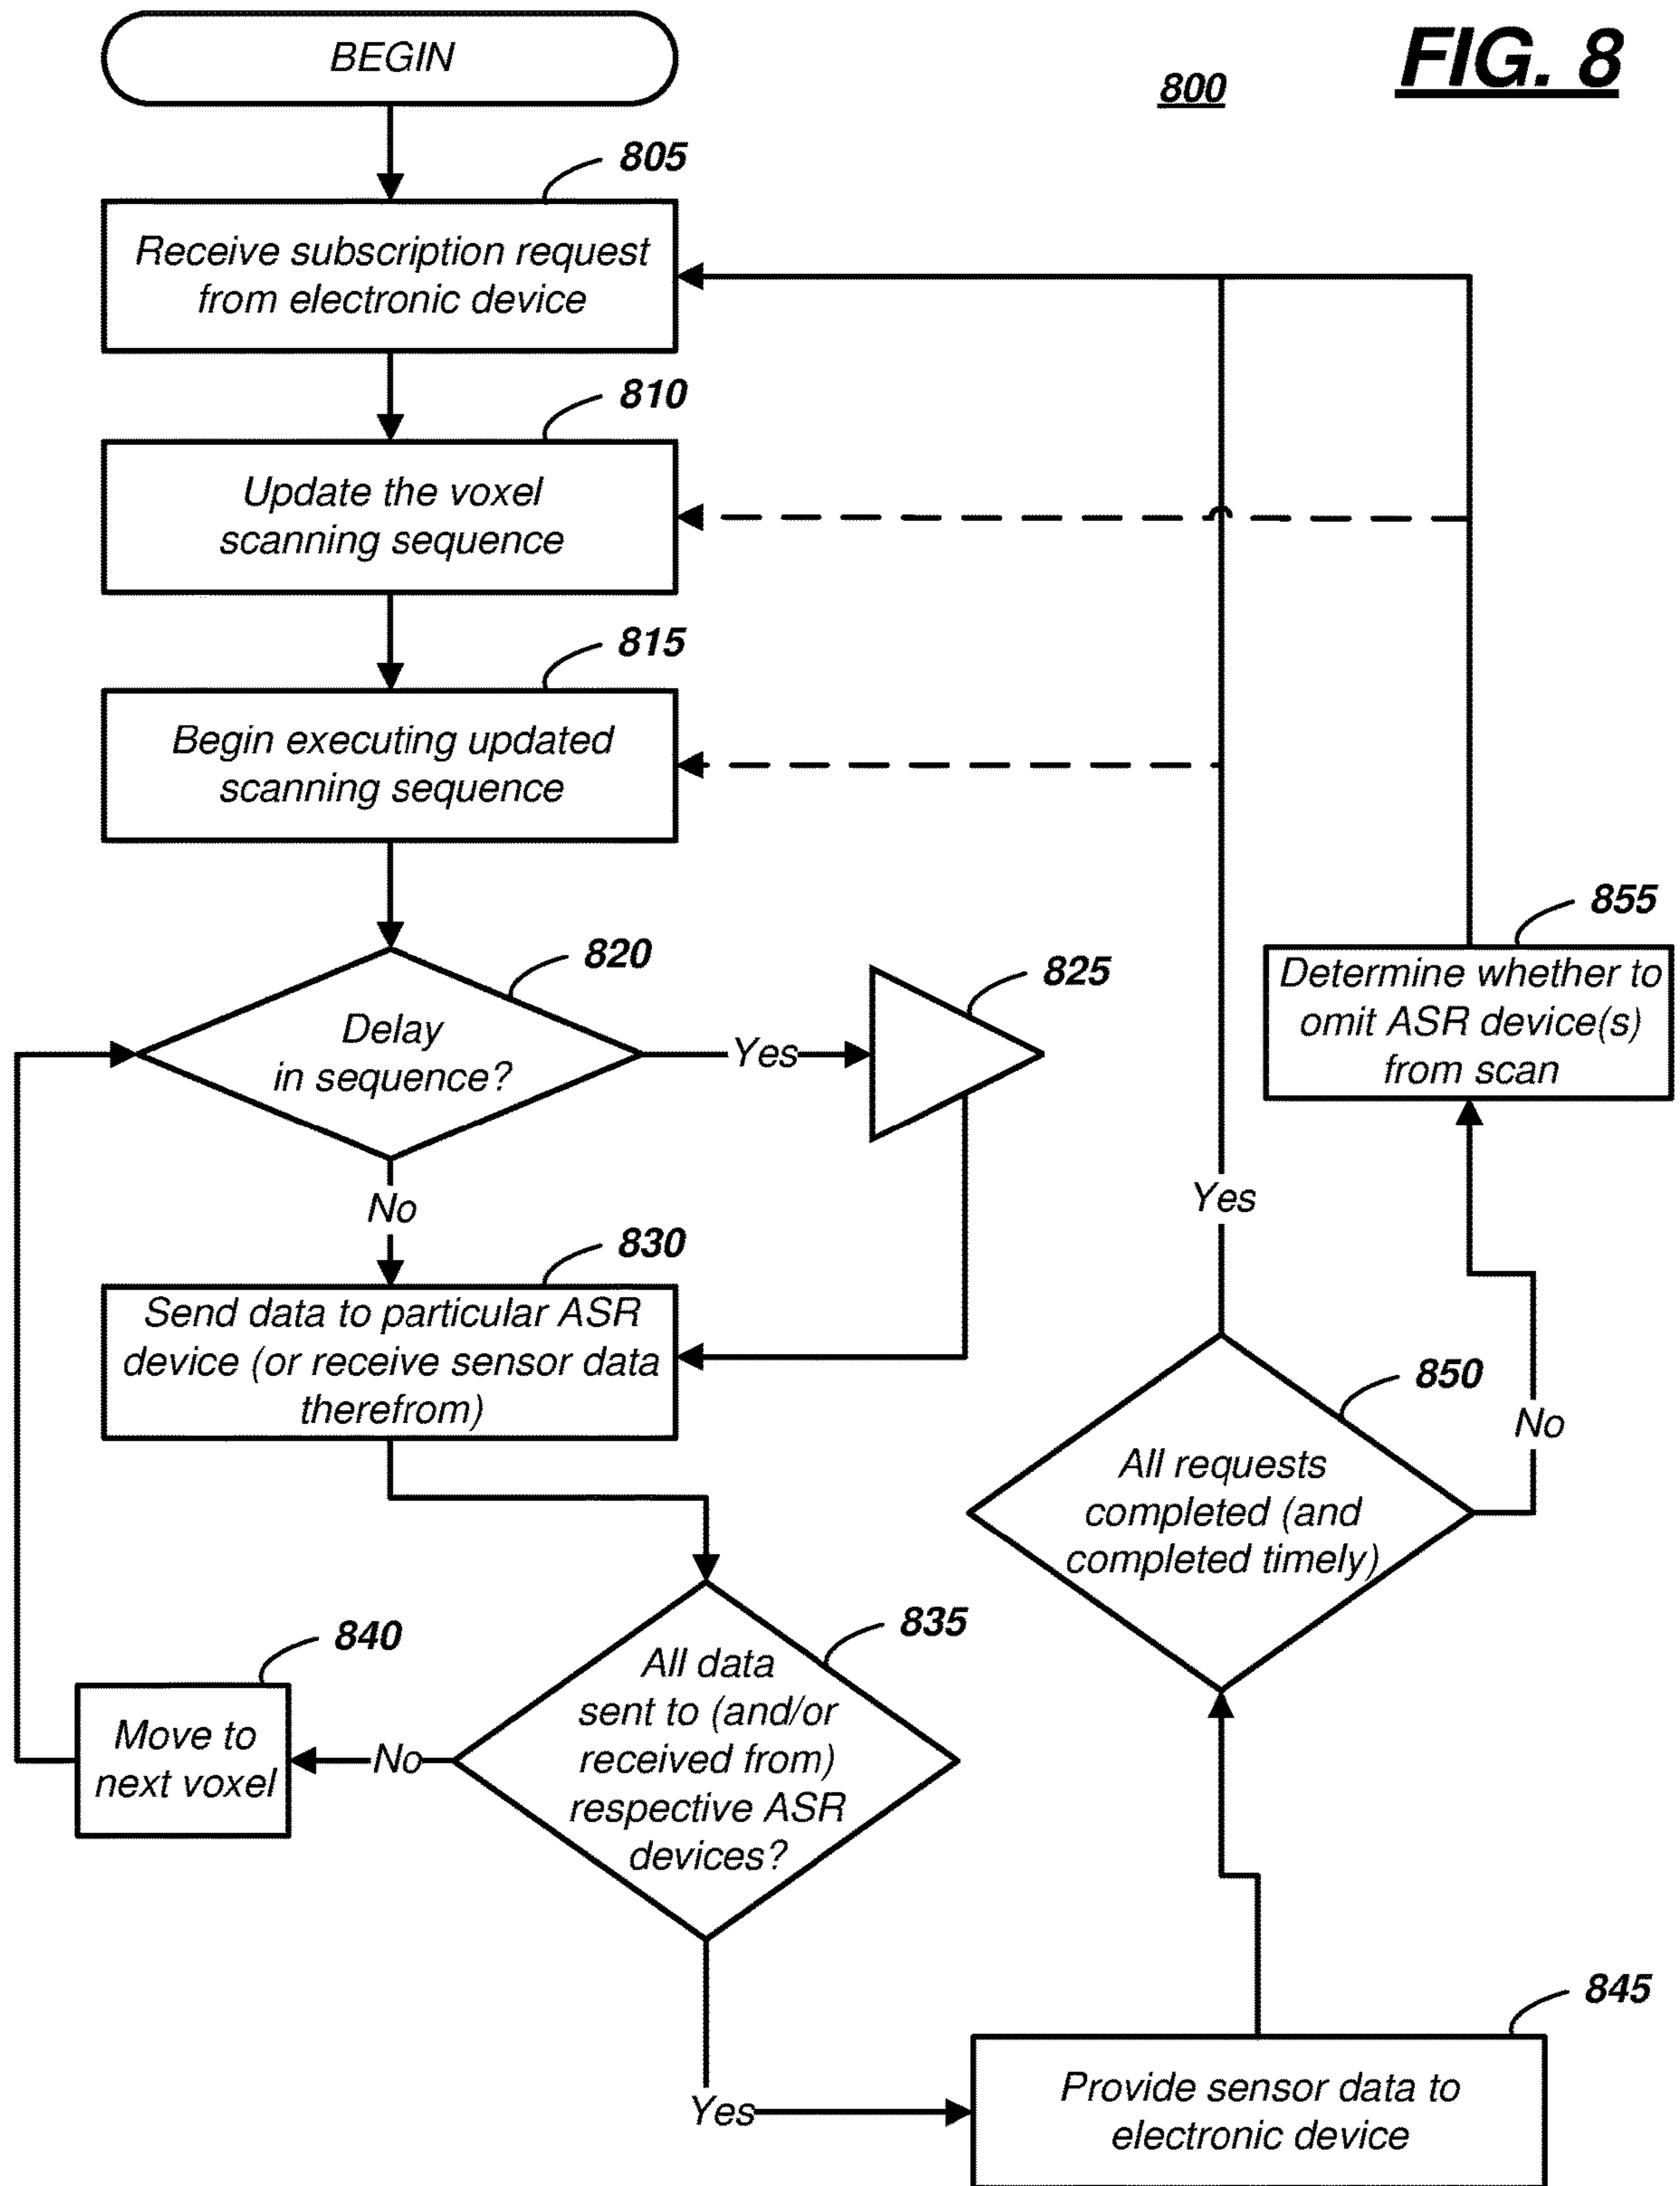 FIG. 8
800
BEGIN
805
Receive subscription request
from electronic device
810
Update the voxel
scanning sequence
815
Begin executing updated
scanning sequence
820
Delay
in sequence?
Yes
825
No
830
Send data to particular ASR
device (or receive sensor data
therefrom)
835
All data
sent to (and/or
received from)
respective ASR
devices?
No
840
Move to
next voxel
Yes
845
Provide sensor data to
electronic device
850
All requests
completed (and
completed timely)
Yes
No
855
Determine whether to
omit ASR device(s)
from scan